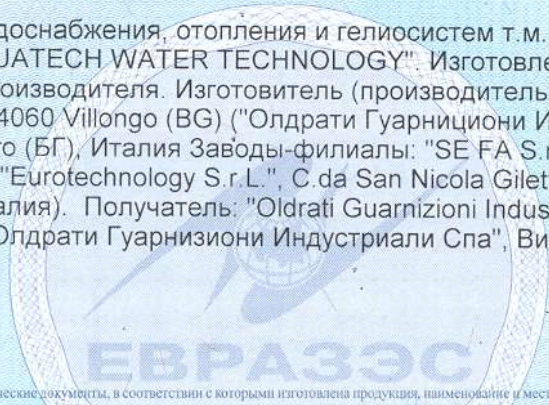 доснабжения, отопления и гелиосистем т.м.
UATECH WATER TECHNOLOGY". Изготовле
оизводителя. Изготовитель (производитель
4060 Villongo (BG) ("Олдрати Гуарнициони И
го (БГ), Италия Заводы-филиалы: "SE FA S.r
"Eurotechnology S.r.L.", C.da San Nicola Gilet
алия). Получатель: "Oldrati Guarnizioni Indus
Олдрати Гуарнизиони Индустриали Спа", Ви
ЕВРАЗЭС
ческие документы, в соответствии с которыми изготовлена продукция, наименование и мест